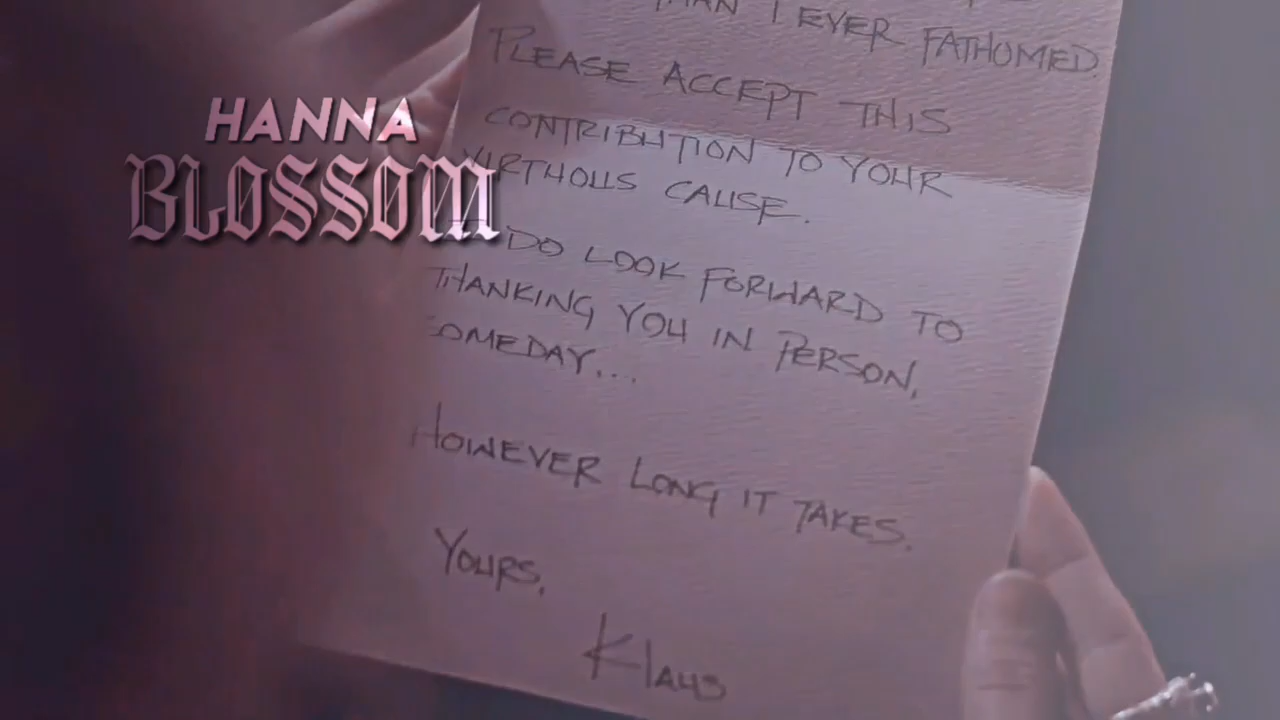 THAN I EVER FATHOMED.
PLEASE ACCEPT THIS
CONTRIBUTION TO YOUR
VIRTUOUS CAUSE.
I DO LOOK FORWARD TO
THANKING YOU IN PERSON,
SOMEDAY...
HOWEVER LONG IT TAKES.
YOURS,
Klaus
HANNA
BLOSSOM